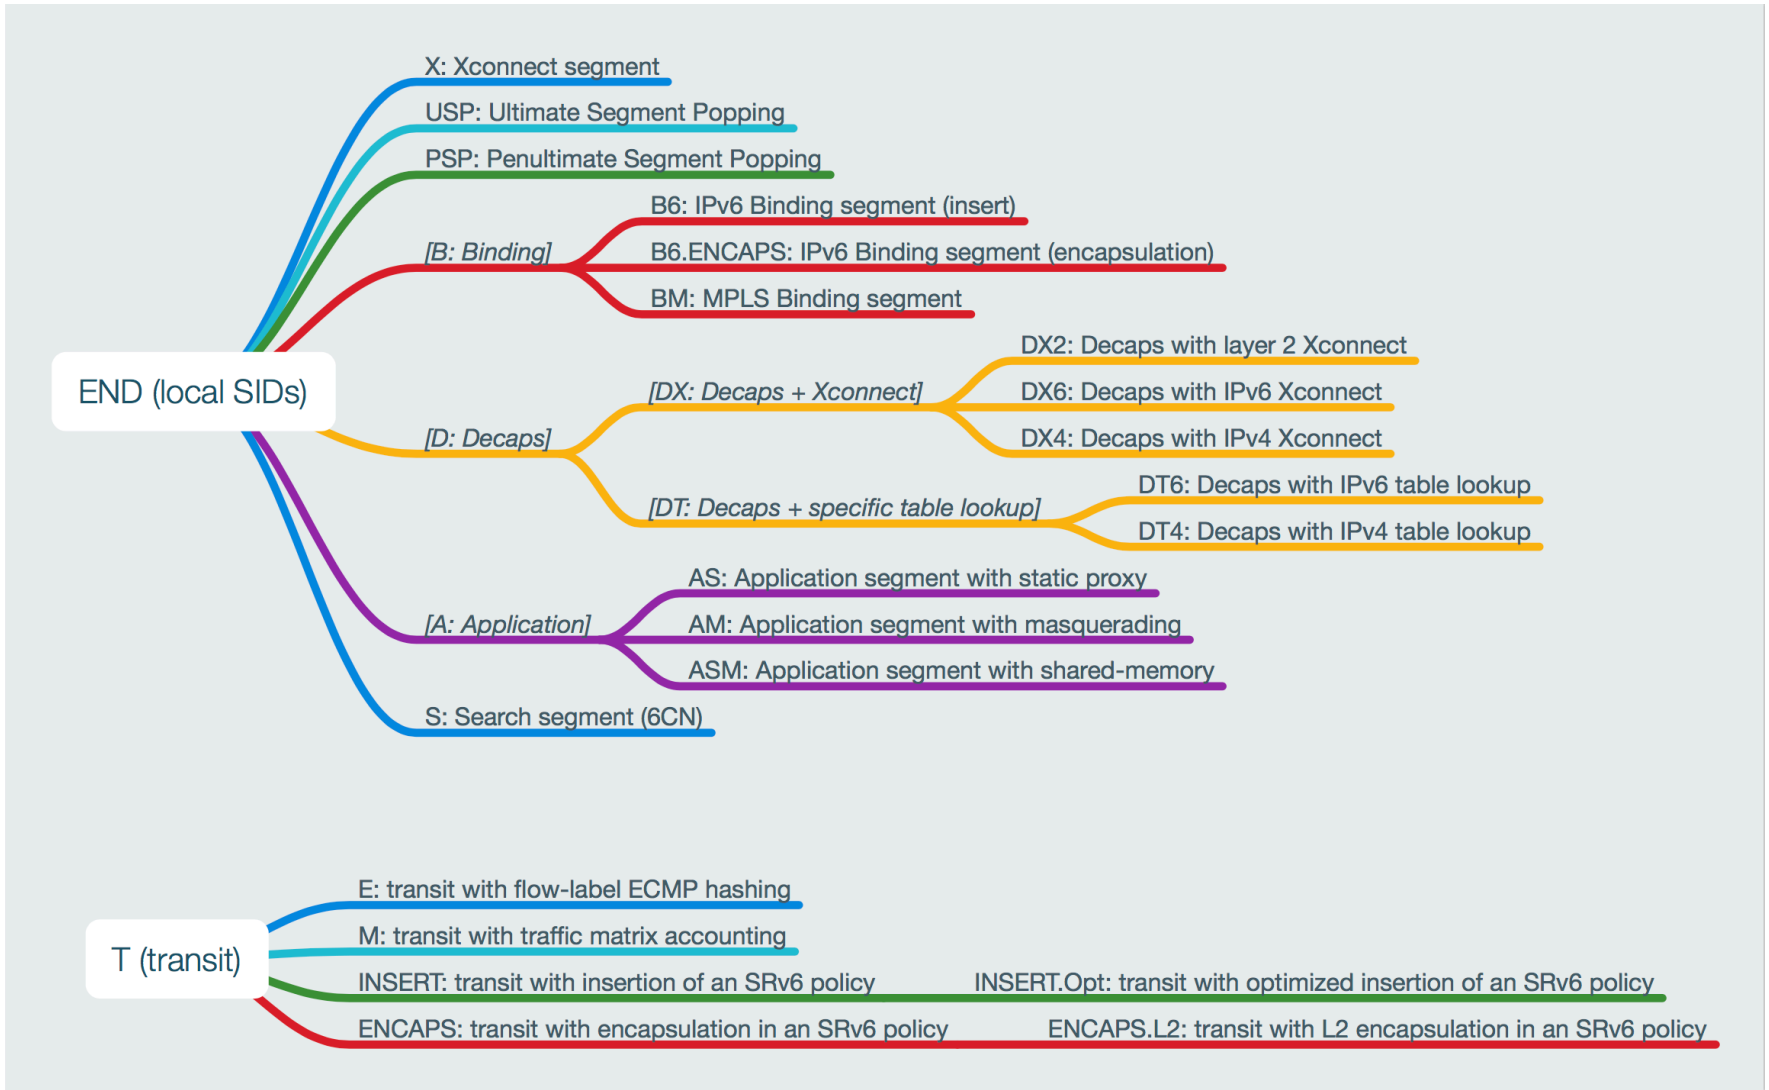 X: Xconnect segment
USP: Ultimate Segment Popping
PSP: Penultimate Segment Popping
B6: IPv6 Binding segment (insert)
[B: Binding]
B6.ENCAPS: IPv6 Binding segment (encapsulation)
BM: MPLS Binding segment
DX2: Decaps with layer 2 Xconnect
END (local SIDs)
[DX: Decaps + Xconnect]
DX6: Decaps with IPv6 Xconnect
[D: Decaps]
DX4: Decaps with IPv4 Xconnect
DT6: Decaps with IPv6 table lookup
[DT: Decaps + specific table lookup]
DT4: Decaps with IPv4 table lookup
AS: Application segment with static proxy
[A: Application]
AM: Application segment with masquerading
ASM: Application segment with shared-memory
S: Search segment (6CN)
E: transit with flow-label ECMP hashing
M: transit with traffic matrix accounting
T (transit)
INSERT: transit with insertion of an SRv6 policy
INSERT.Opt: transit with optimized insertion of an SRv6 policy
ENCAPS: transit with encapsulation in an SRv6 policy
ENCAPS.L2: transit with L2 encapsulation in an SRv6 policy